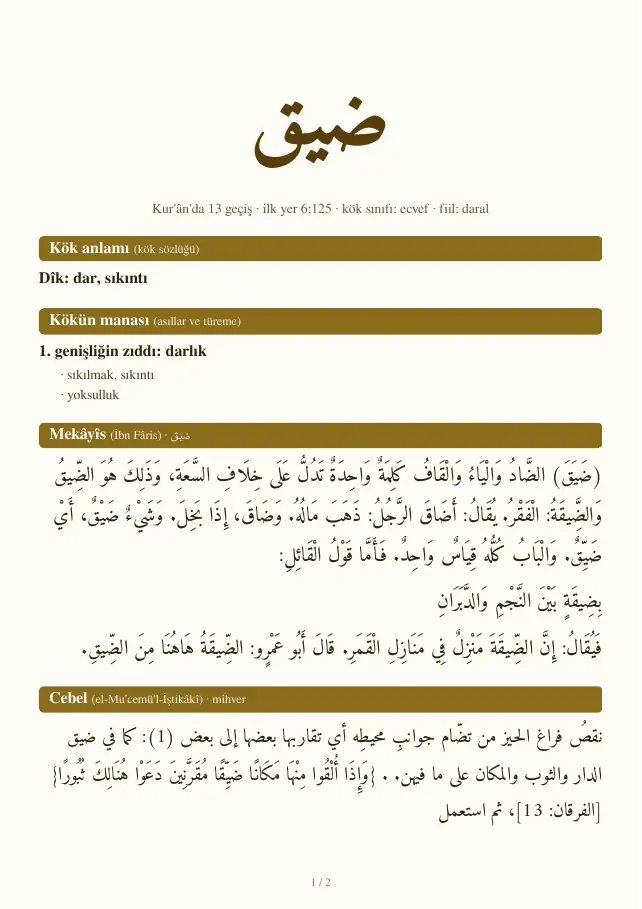 ضيق
Kur'ân'da 13 geçiş · ilk yer 6:125 · kök sınıfı: ecvef · fiil: daral
Kök anlamı (kök sözlüğü)
Dîk: dar, sıkıntı
Kökün manası (asıllar ve türeme)
1. genişliğin zıddı: darlık
· sıkılmak, sıkıntı
· yoksulluk
Mekâyîs (İbn Fâris) · ضَيَقَ
(ضَيَقَ) الضَّادُ وَالْيَاءُ وَالْقَافُ كَلِمَةٌ وَاحِدَةٌ تَدُلُّ عَلَى خِلَافِ السَّعَةِ، وَذَلِكَ هُوَ الضِّيقُ
وَالضَّيْقَةُ: الْفَقْرُ. يُقَالُ: أَضَاقَ الرَّجُلُ: ذَهَبَ مَالُهُ. وَضَاقَ، إِذَا بَخِلَ. وَشَيْءٌ ضَيْقٌ، أَيْ
ضَيِّقٌ. وَالْبَابُ كُلُّهُ قِيَاسٌ وَاحِدٌ. فَأَمَّا قَوْلُ الْقَائِلِ:
بِضِيقَةٍ بَيْنَ النَّجْمِ وَالدَّبَرَانِ
فَيُقَالُ: إِنَّ الضِّيقَةَ مَنْزِلٌ فِي مَنَازِلِ الْقَمَرِ. قَالَ أَبُو عَمْرٍو: الضِّيقَةُ هَاهُنَا مِنَ الضِّيقِ.
Cebel (el-Mu'cemü'l-İştikâkî) · mihver
نقصُ فراغ الحيز من تضّام جوانبِ محيطِه أي تقاربها بعضها إلى بعض (1): كما في ضيق
الدار والثوب والمكان على ما فيهن. . {وَإِذَا أُلْقُوا مِنْهَا مَكَانًا ضَيِّقًا مُقَرَّنِينَ دَعَوْا هُنَالِكَ ثُبُورًا}
[الفرقان: 13]، ثم استعمل
1 / 2